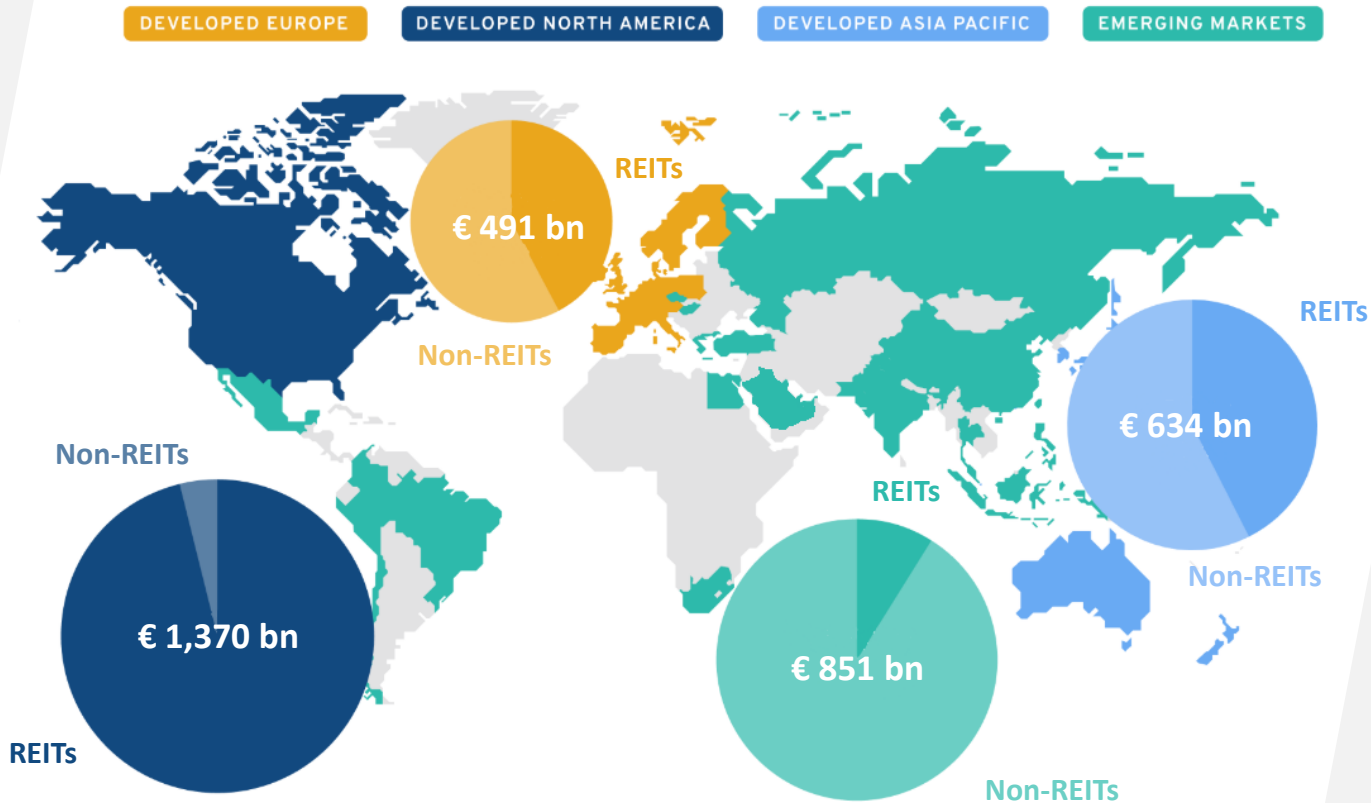 DEVELOPED EUROPE
DEVELOPED NORTH AMERICA
DEVELOPED ASIA PACIFIC
EMERGING MARKETS
REITs
€ 491 bn
Non-REITs
REITs
€ 634 bn
Non-REITs
Non-REITs
€ 1,370 bn
REITs
REITs
€ 851 bn
Non-REITs